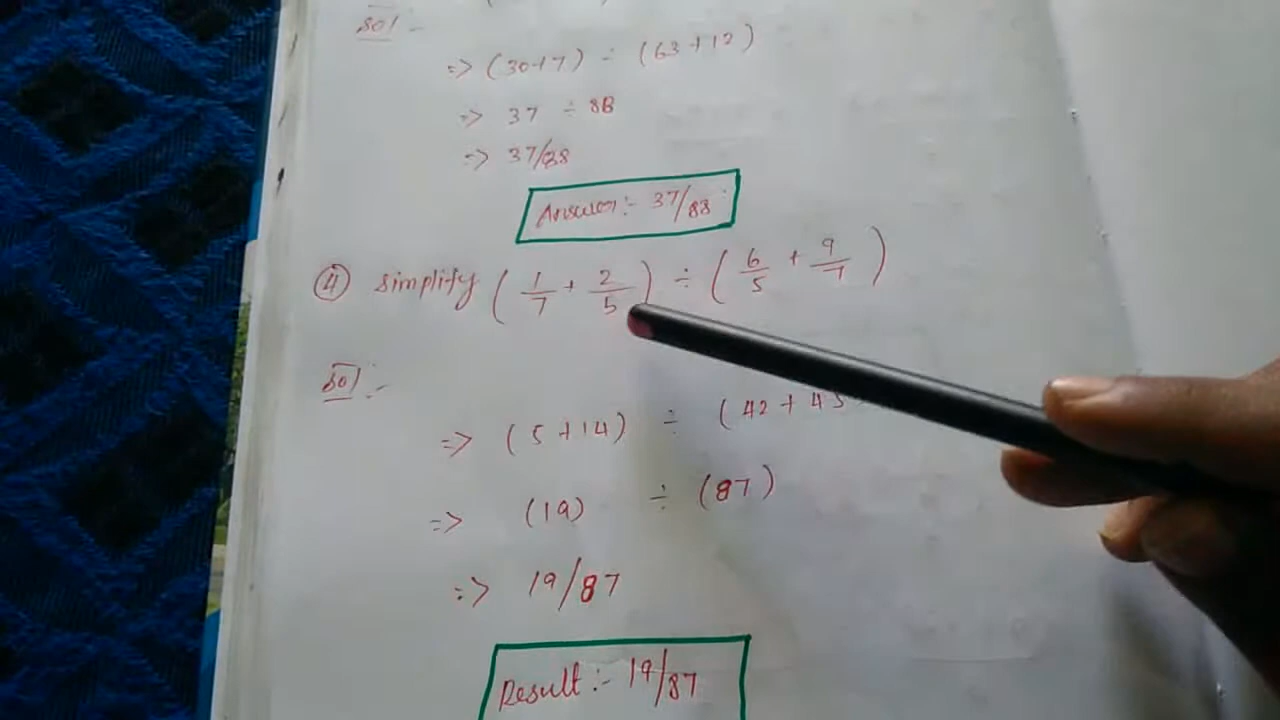 Sol :-
=> (30+7) ÷ (63+12)
=> 37 ÷ 88
=> 37/88
Answer :- 37/88
④ Simplify (1/7 + 2/5) ÷ (6/5 + 9/7)
Sol :-
=> (5+14) ÷ (42+45
=> (19) ÷ (87)
=> 19/87
Result :- 19/87